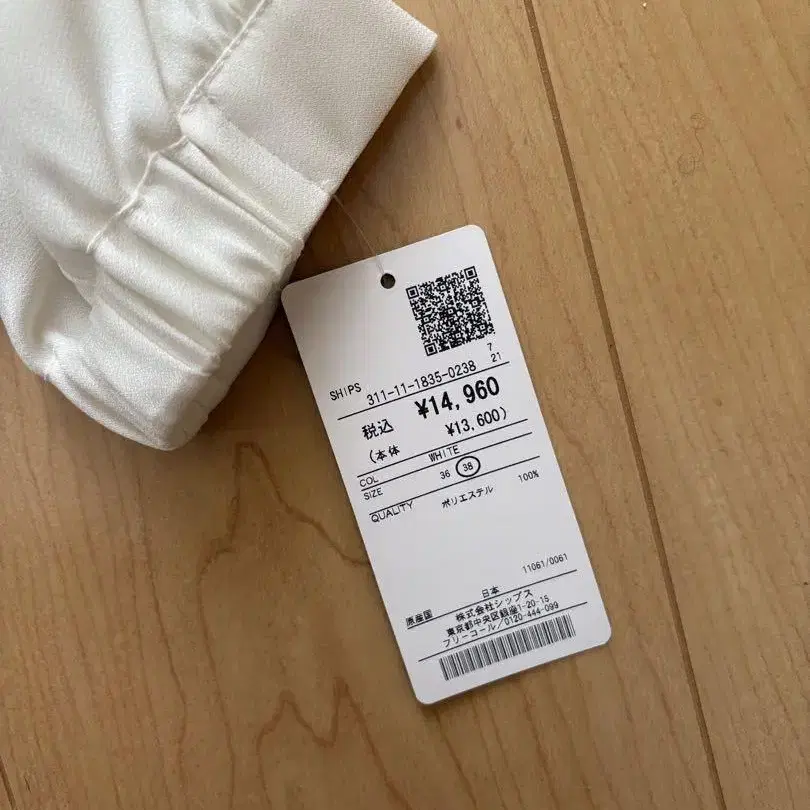 SHIPS 311-11-1835-0238 7 21
税込 ¥14,960
(本体 ¥13,600)
COL WHITE
SIZE 36 38
QUALITY ポリエステル 100%
11061/0061
原産国 日本
株式会社シップス
東京都中央区銀座1-20-15
フリーコール/0120-444-099